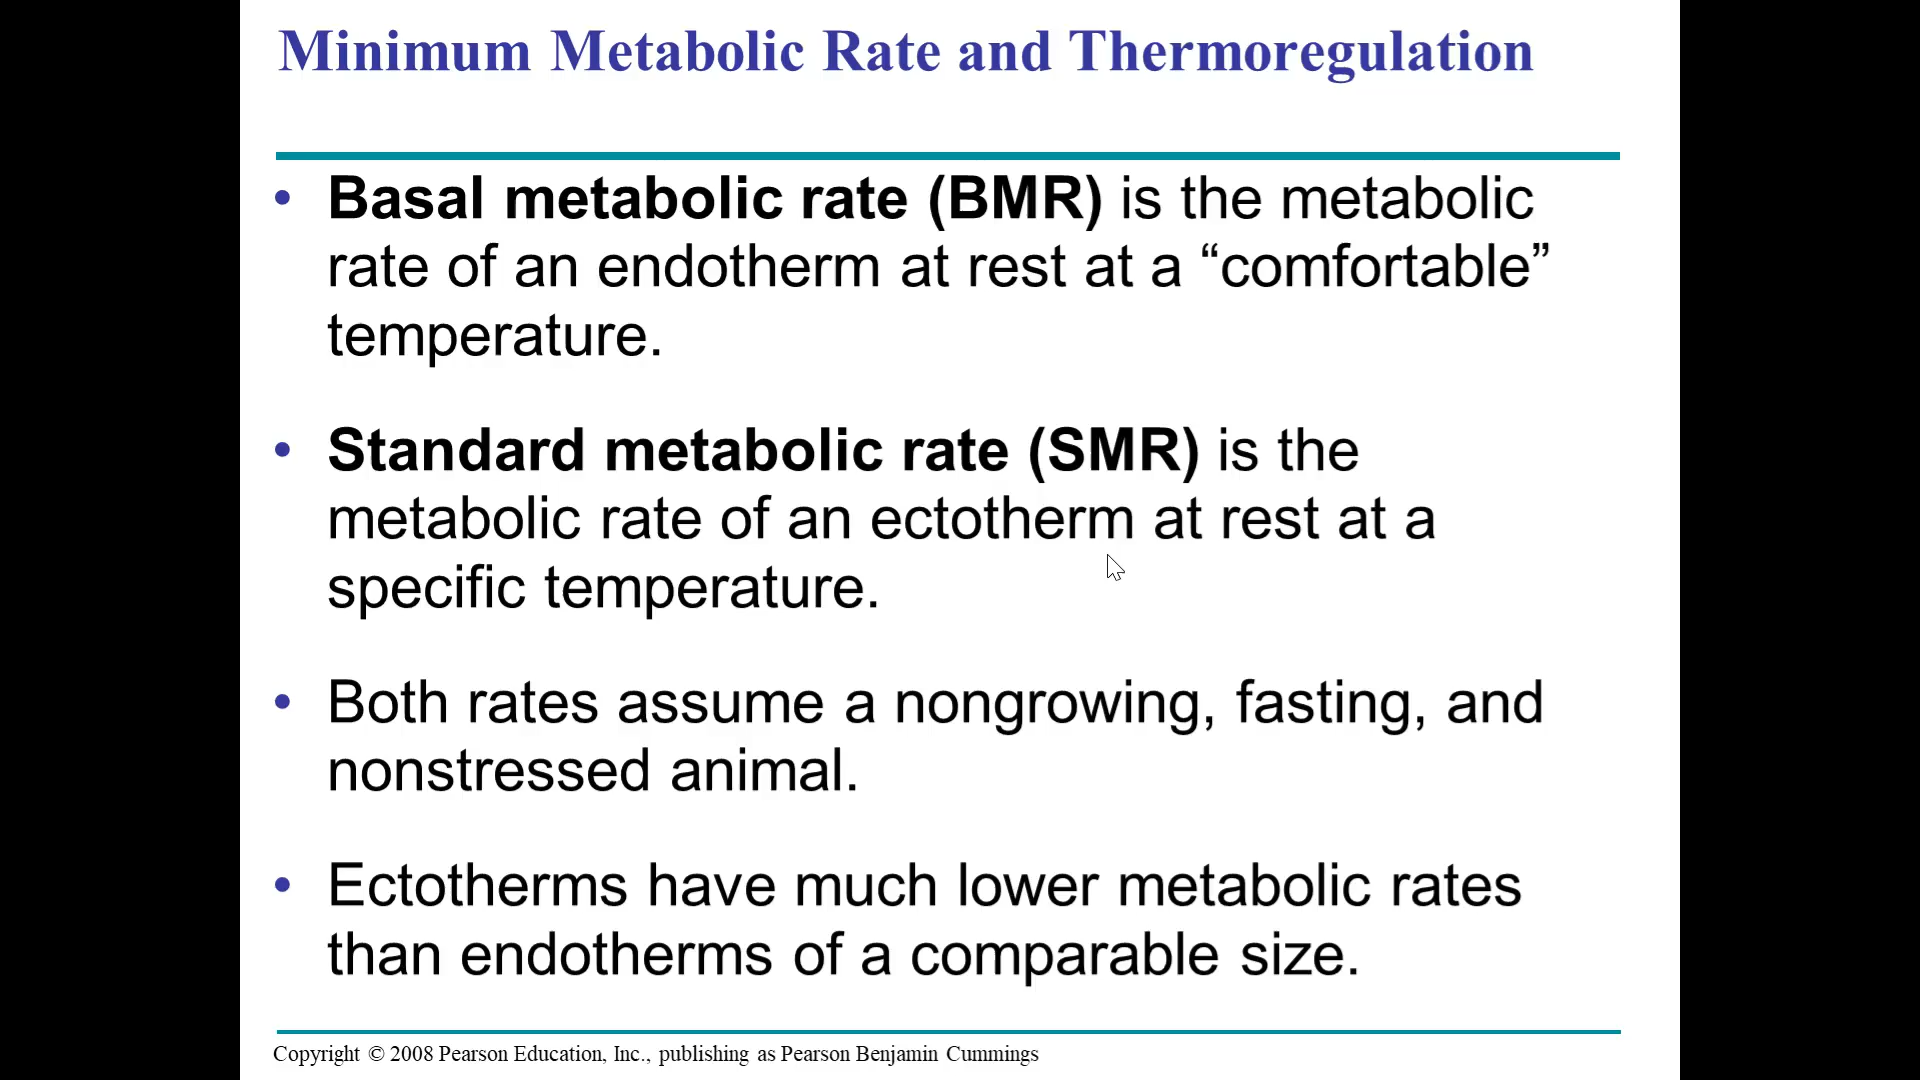 Minimum Metabolic Rate and Thermoregulation
• Basal metabolic rate (BMR) is the metabolic
rate of an endotherm at rest at a “comfortable”
temperature.
• Standard metabolic rate (SMR) is the
metabolic rate of an ectotherm at rest at a
specific temperature.
• Both rates assume a nongrowing, fasting, and
nonstressed animal.
• Ectotherms have much lower metabolic rates
than endotherms of a comparable size.
Copyright © 2008 Pearson Education, Inc., publishing as Pearson Benjamin Cummings